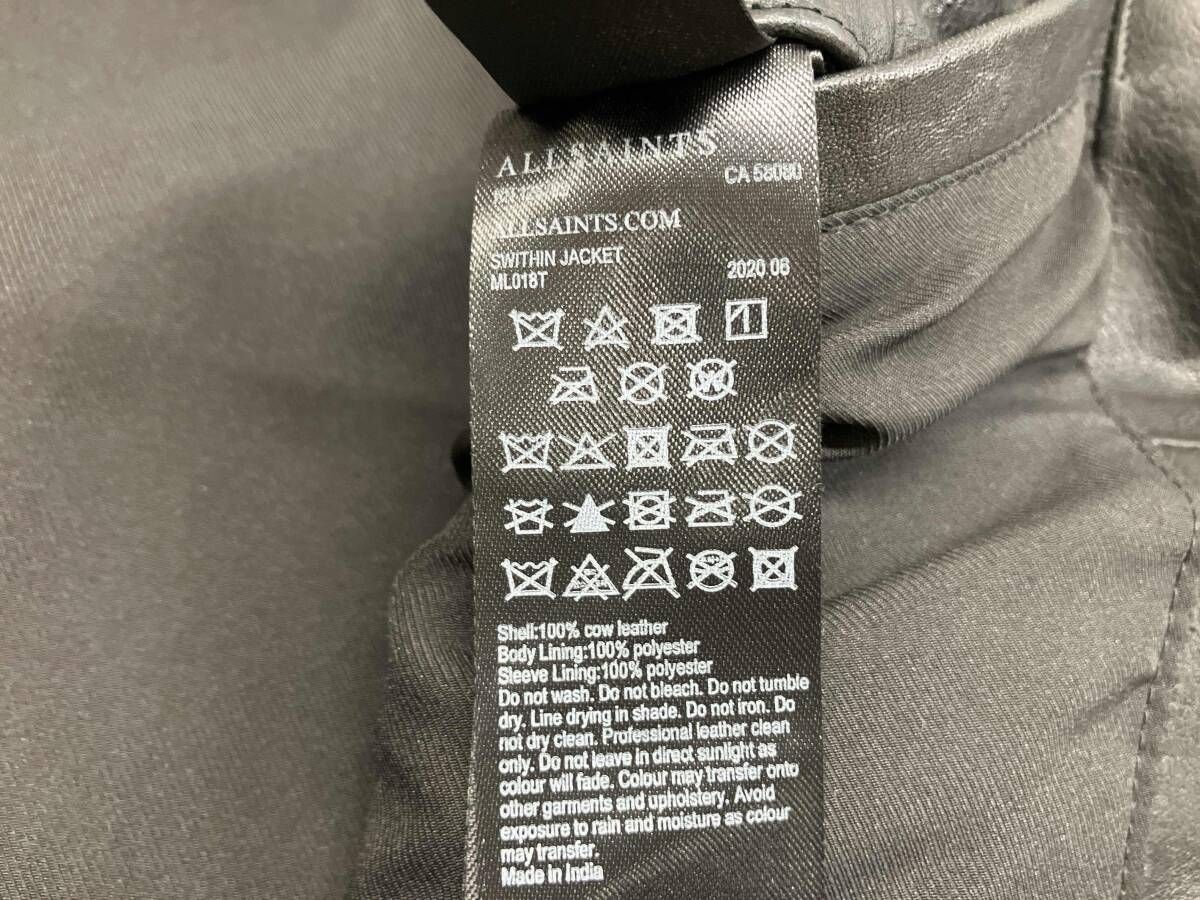 ALLSAINTS
CA 58080
ALLSAINTS.COM
SWITHIN JACKET
ML018T
2020 06
Shell:100% cow leather
Body Lining:100% polyester
Sleeve Lining:100% polyester
Do not wash. Do not bleach. Do not tumble
dry. Line drying in shade. Do not iron. Do
not dry clean. Professional leather clean
only. Do not leave in direct sunlight as
colour will fade. Colour may transfer onto
other garments and upholstery. Avoid
exposure to rain and moisture as colour
may transfer.
Made in India